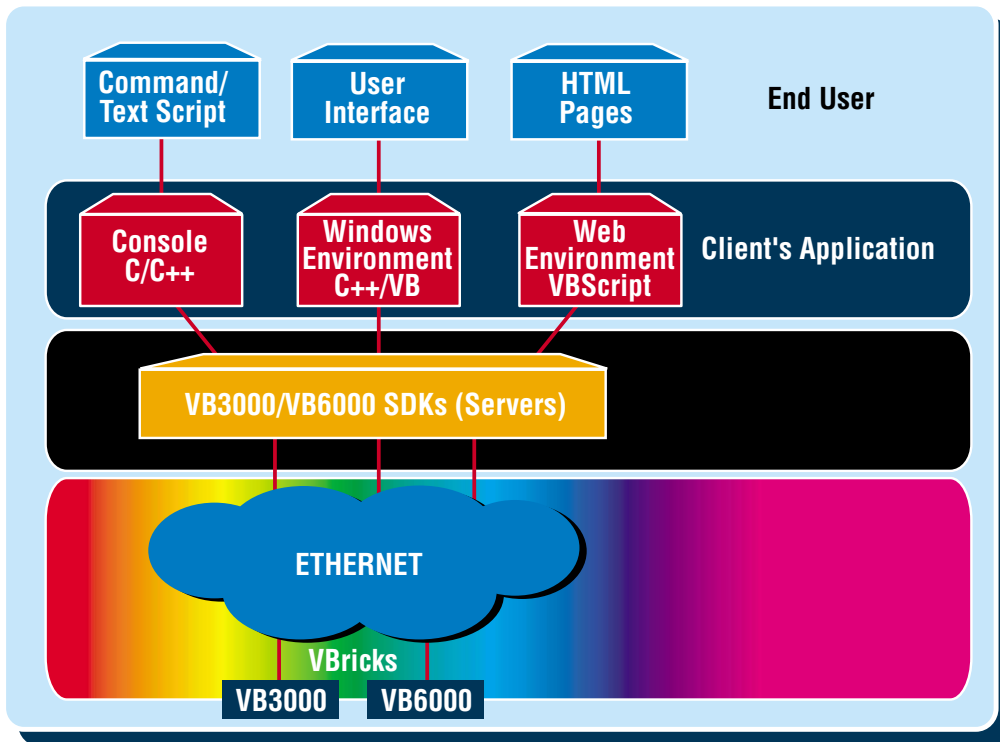 Command/
Text Script
User
Interface
HTML
Pages
End User
Console
C/C++
Windows
Environment
C++/VB
Web
Environment
VBScript
Client's Application
VB3000/VB6000 SDKs (Servers)
ETHERNET
VBricks
VB3000
VB6000